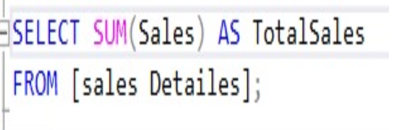 SELECT SUM(Sales) AS TotalSales
FROM [sales Detailes];